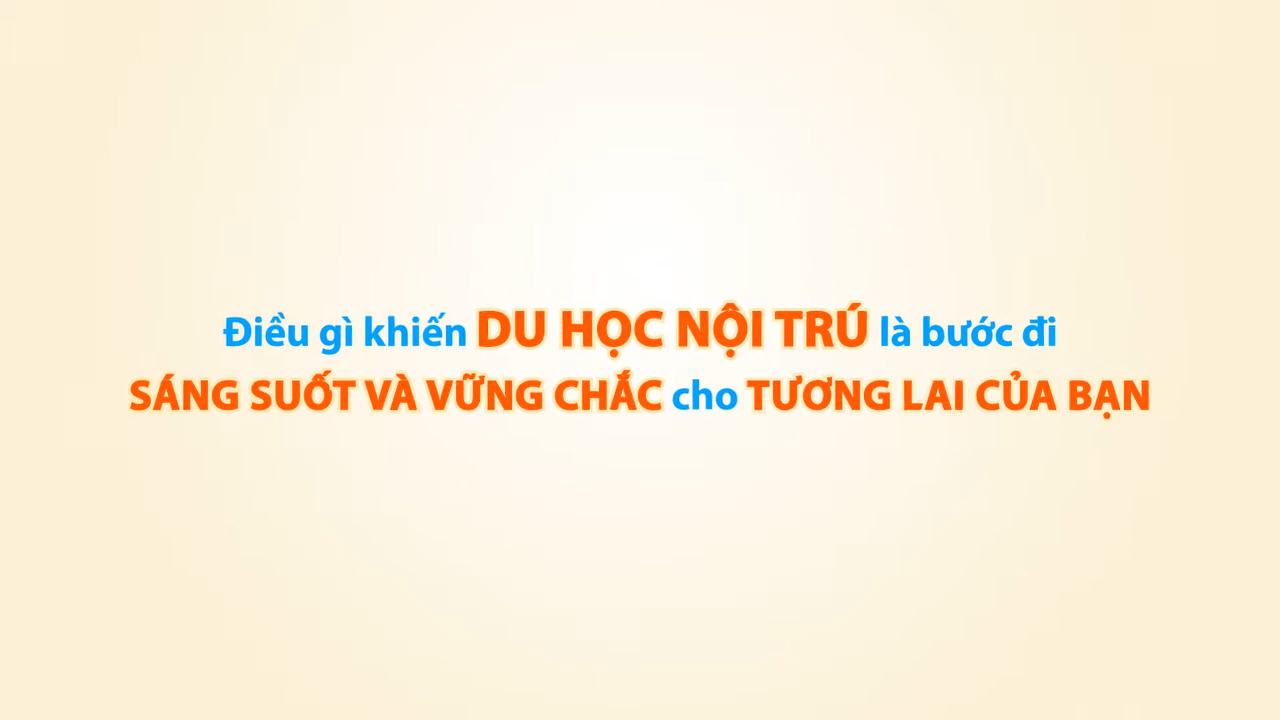 Điều gì khiến DU HỌC NỘI TRÚ là bước đi
SÁNG SUỐT VÀ VỮNG CHẮC cho TƯƠNG LAI CỦA BẠN